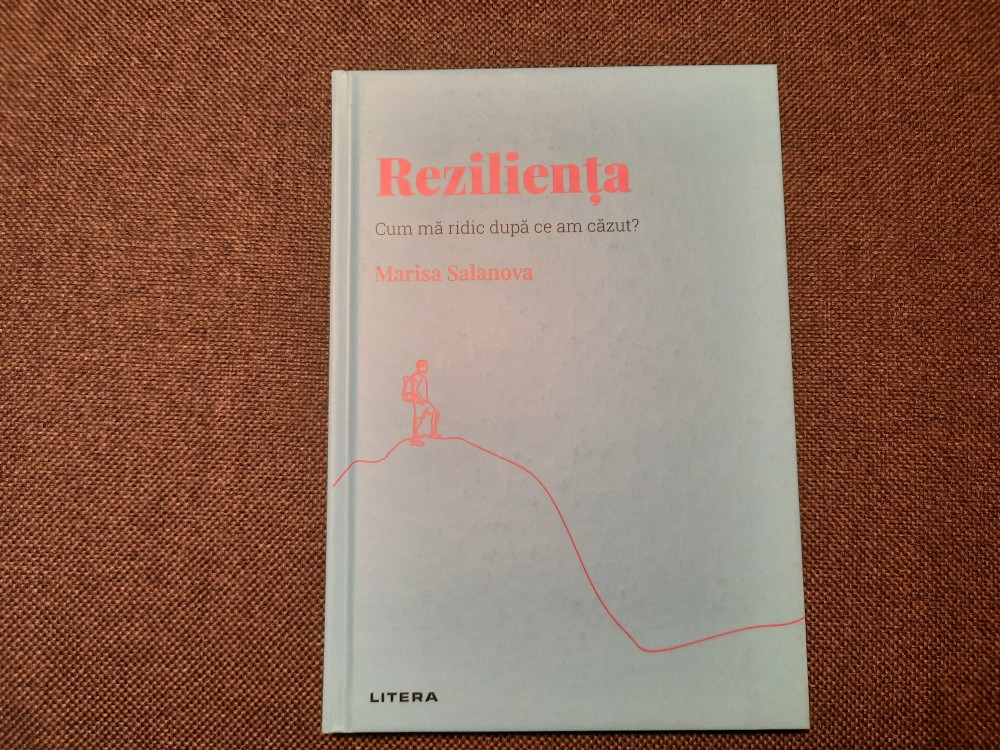 Reziliența
Cum mă ridic după ce am căzut?
Marisa Salanova
LITERA